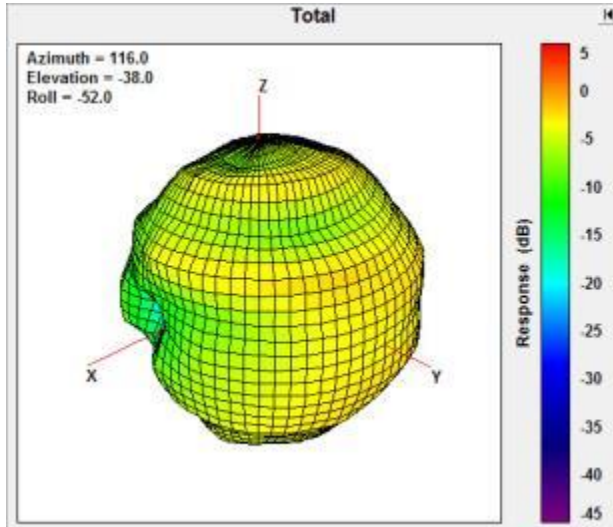 Total
Azimuth = 116.0
Elevation = -38.0
Roll = -52.0
Z
X
Y
Response (dB)
5
0
-5
-10
-15
-20
-25
-30
-35
-40
-45